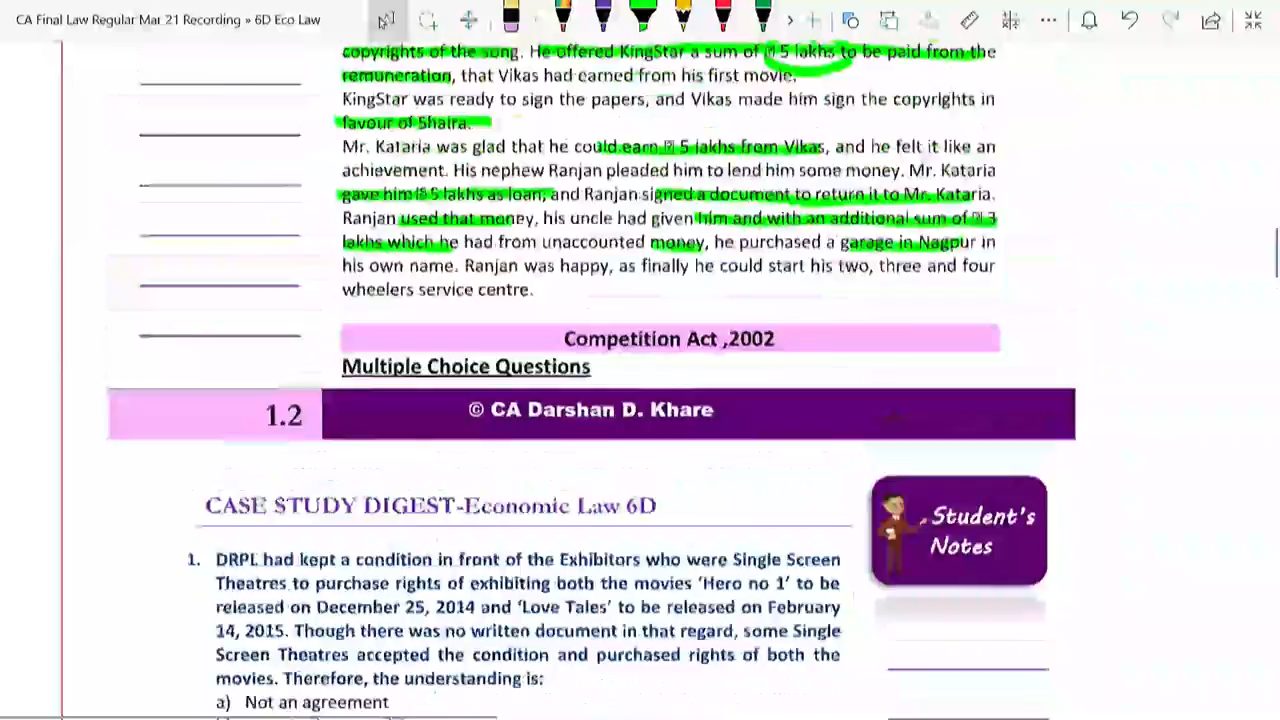 CA Final Law Regular Mar 21 Recording » 6D Eco Law
copyrights of the song. He offered KingStar a sum of 5 lakhs to be paid from the
remuneration, that Vikas had earned from his first movie.
KingStar was ready to sign the papers, and Vikas made him sign the copyrights in
favour of Shaira.
Mr. Kataria was glad that he could earn 5 lakhs from Vikas, and he felt it like an
achievement. His nephew Ranjan pleaded him to lend him some money. Mr. Kataria
gave him 5 lakhs as loan, and Ranjan signed a document to return it to Mr. Kataria.
Ranjan used that money, his uncle had given him and with an additional sum of 3
lakhs which he had from unaccounted money, he purchased a garage in Nagpur in
his own name. Ranjan was happy, as finally he could start his two, three and four
wheelers service centre.
Competition Act ,2002
Multiple Choice Questions
1.2
© CA Darshan D. Khare
CASE STUDY DIGEST-Economic Law 6D
Student's
Notes
1. DRPL had kept a condition in front of the Exhibitors who were Single Screen
Theatres to purchase rights of exhibiting both the movies ‘Hero no 1’ to be
released on December 25, 2014 and ‘Love Tales’ to be released on February
14, 2015. Though there was no written document in that regard, some Single
Screen Theatres accepted the condition and purchased rights of both the
movies. Therefore, the understanding is:
a) Not an agreement